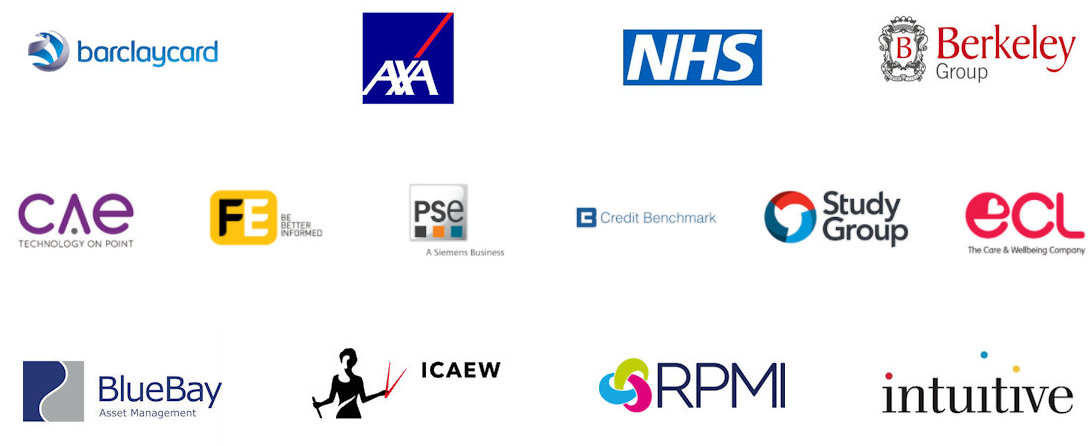 barclaycard
AXA
NHS
B
Berkeley
Group
CAE
TECHNOLOGY ON POINT
FE
BE
BETTER
INFORMED
PSe
A Siemens Business
Credit Benchmark
Study
Group
eCL
The Care & Wellbeing Company
BlueBay
Asset Management
ICAEW
RPMI
intuitive